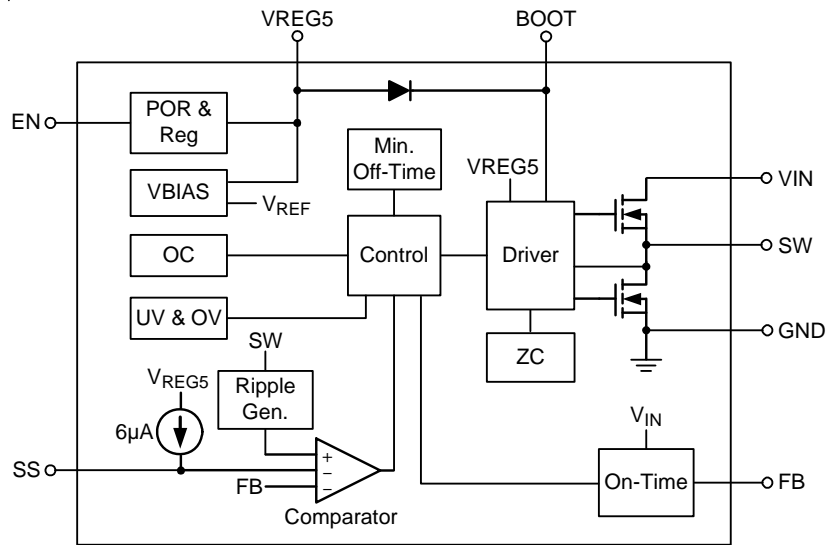 VREG5
BOOT
EN
POR &
Reg
Min.
Off-Time
VREG5
VIN
VBIAS
VREF
OC
Control
Driver
SW
UV & OV
GND
ZC
SW
VREG5
Ripple
Gen.
6µA
VIN
+
SS
−
FB
−
On-Time
FB
Comparator